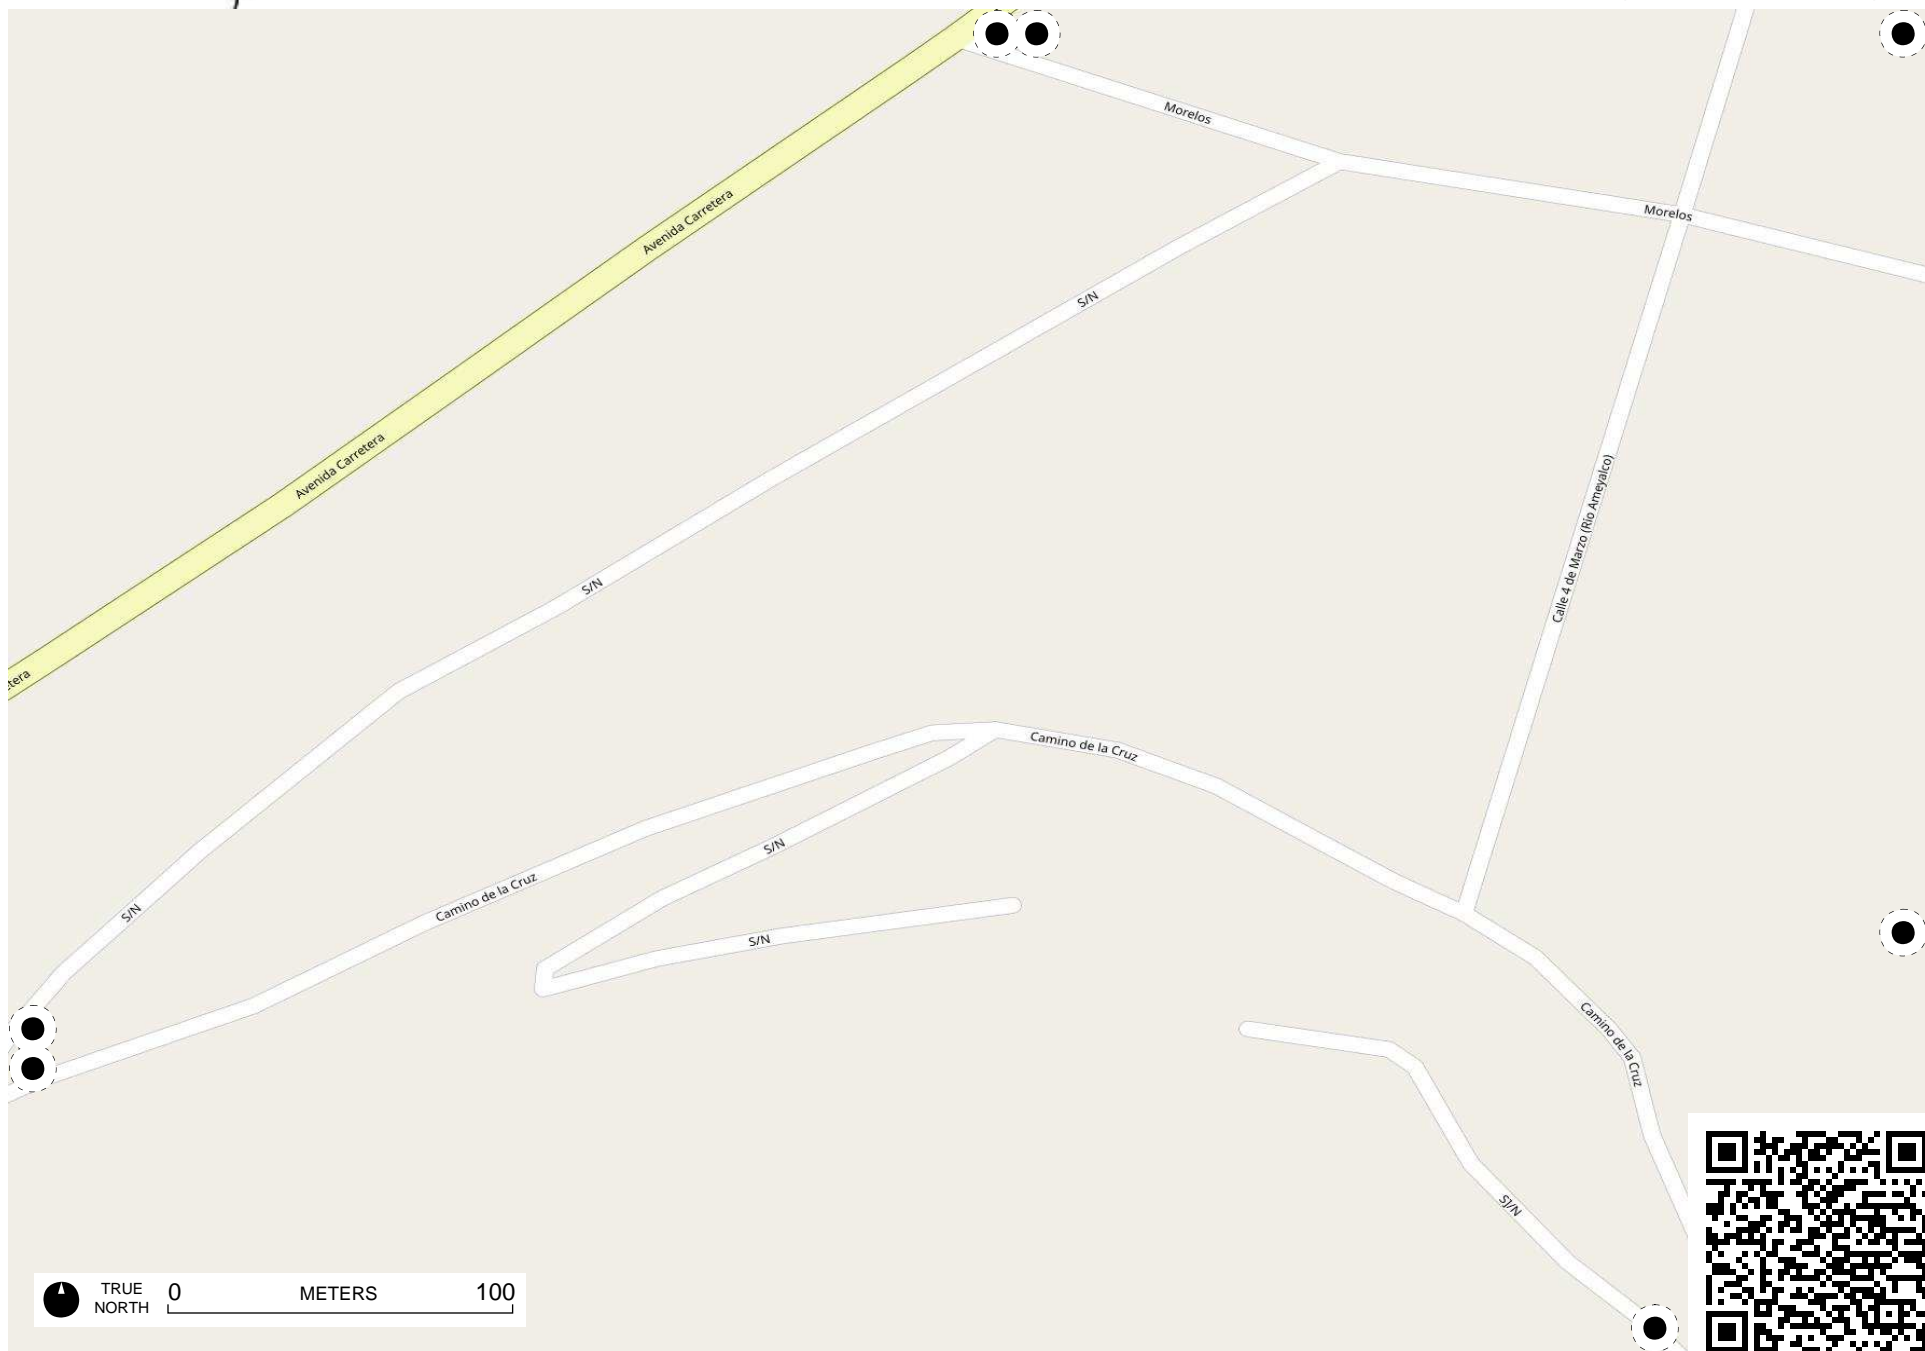 Morelos
Avenida Carretera
Morelos
S/N
Avenida Carretera
Calle 4 de Marzo (Río Ameyalco)
S/N
tera
Camino de la Cruz
S/N
Camino de la Cruz
S/N
S/N
Camino de la Cruz
S/N
TRUE NORTH
0 METERS 100